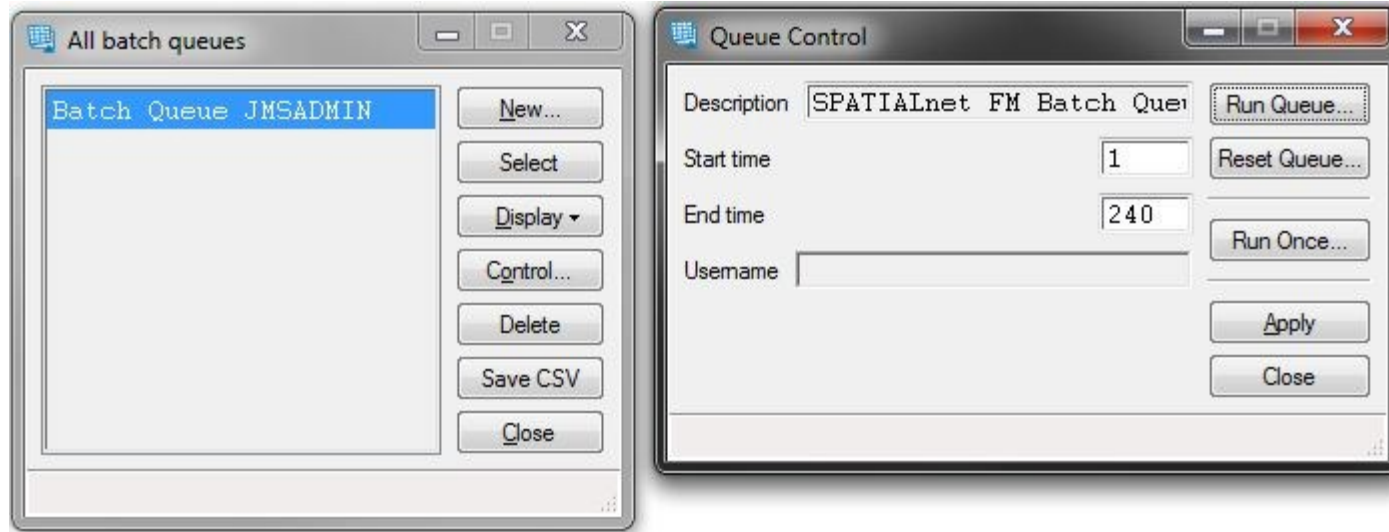 All batch queues
Batch Queue JMSADMIN
New...
Select
Display
Control...
Delete
Save CSV
Close
Queue Control
Description SPATIALnet FM Batch Que Run Queue...
Start time 1 Reset Queue...
End time 240
Run Once...
Username
Apply
Close